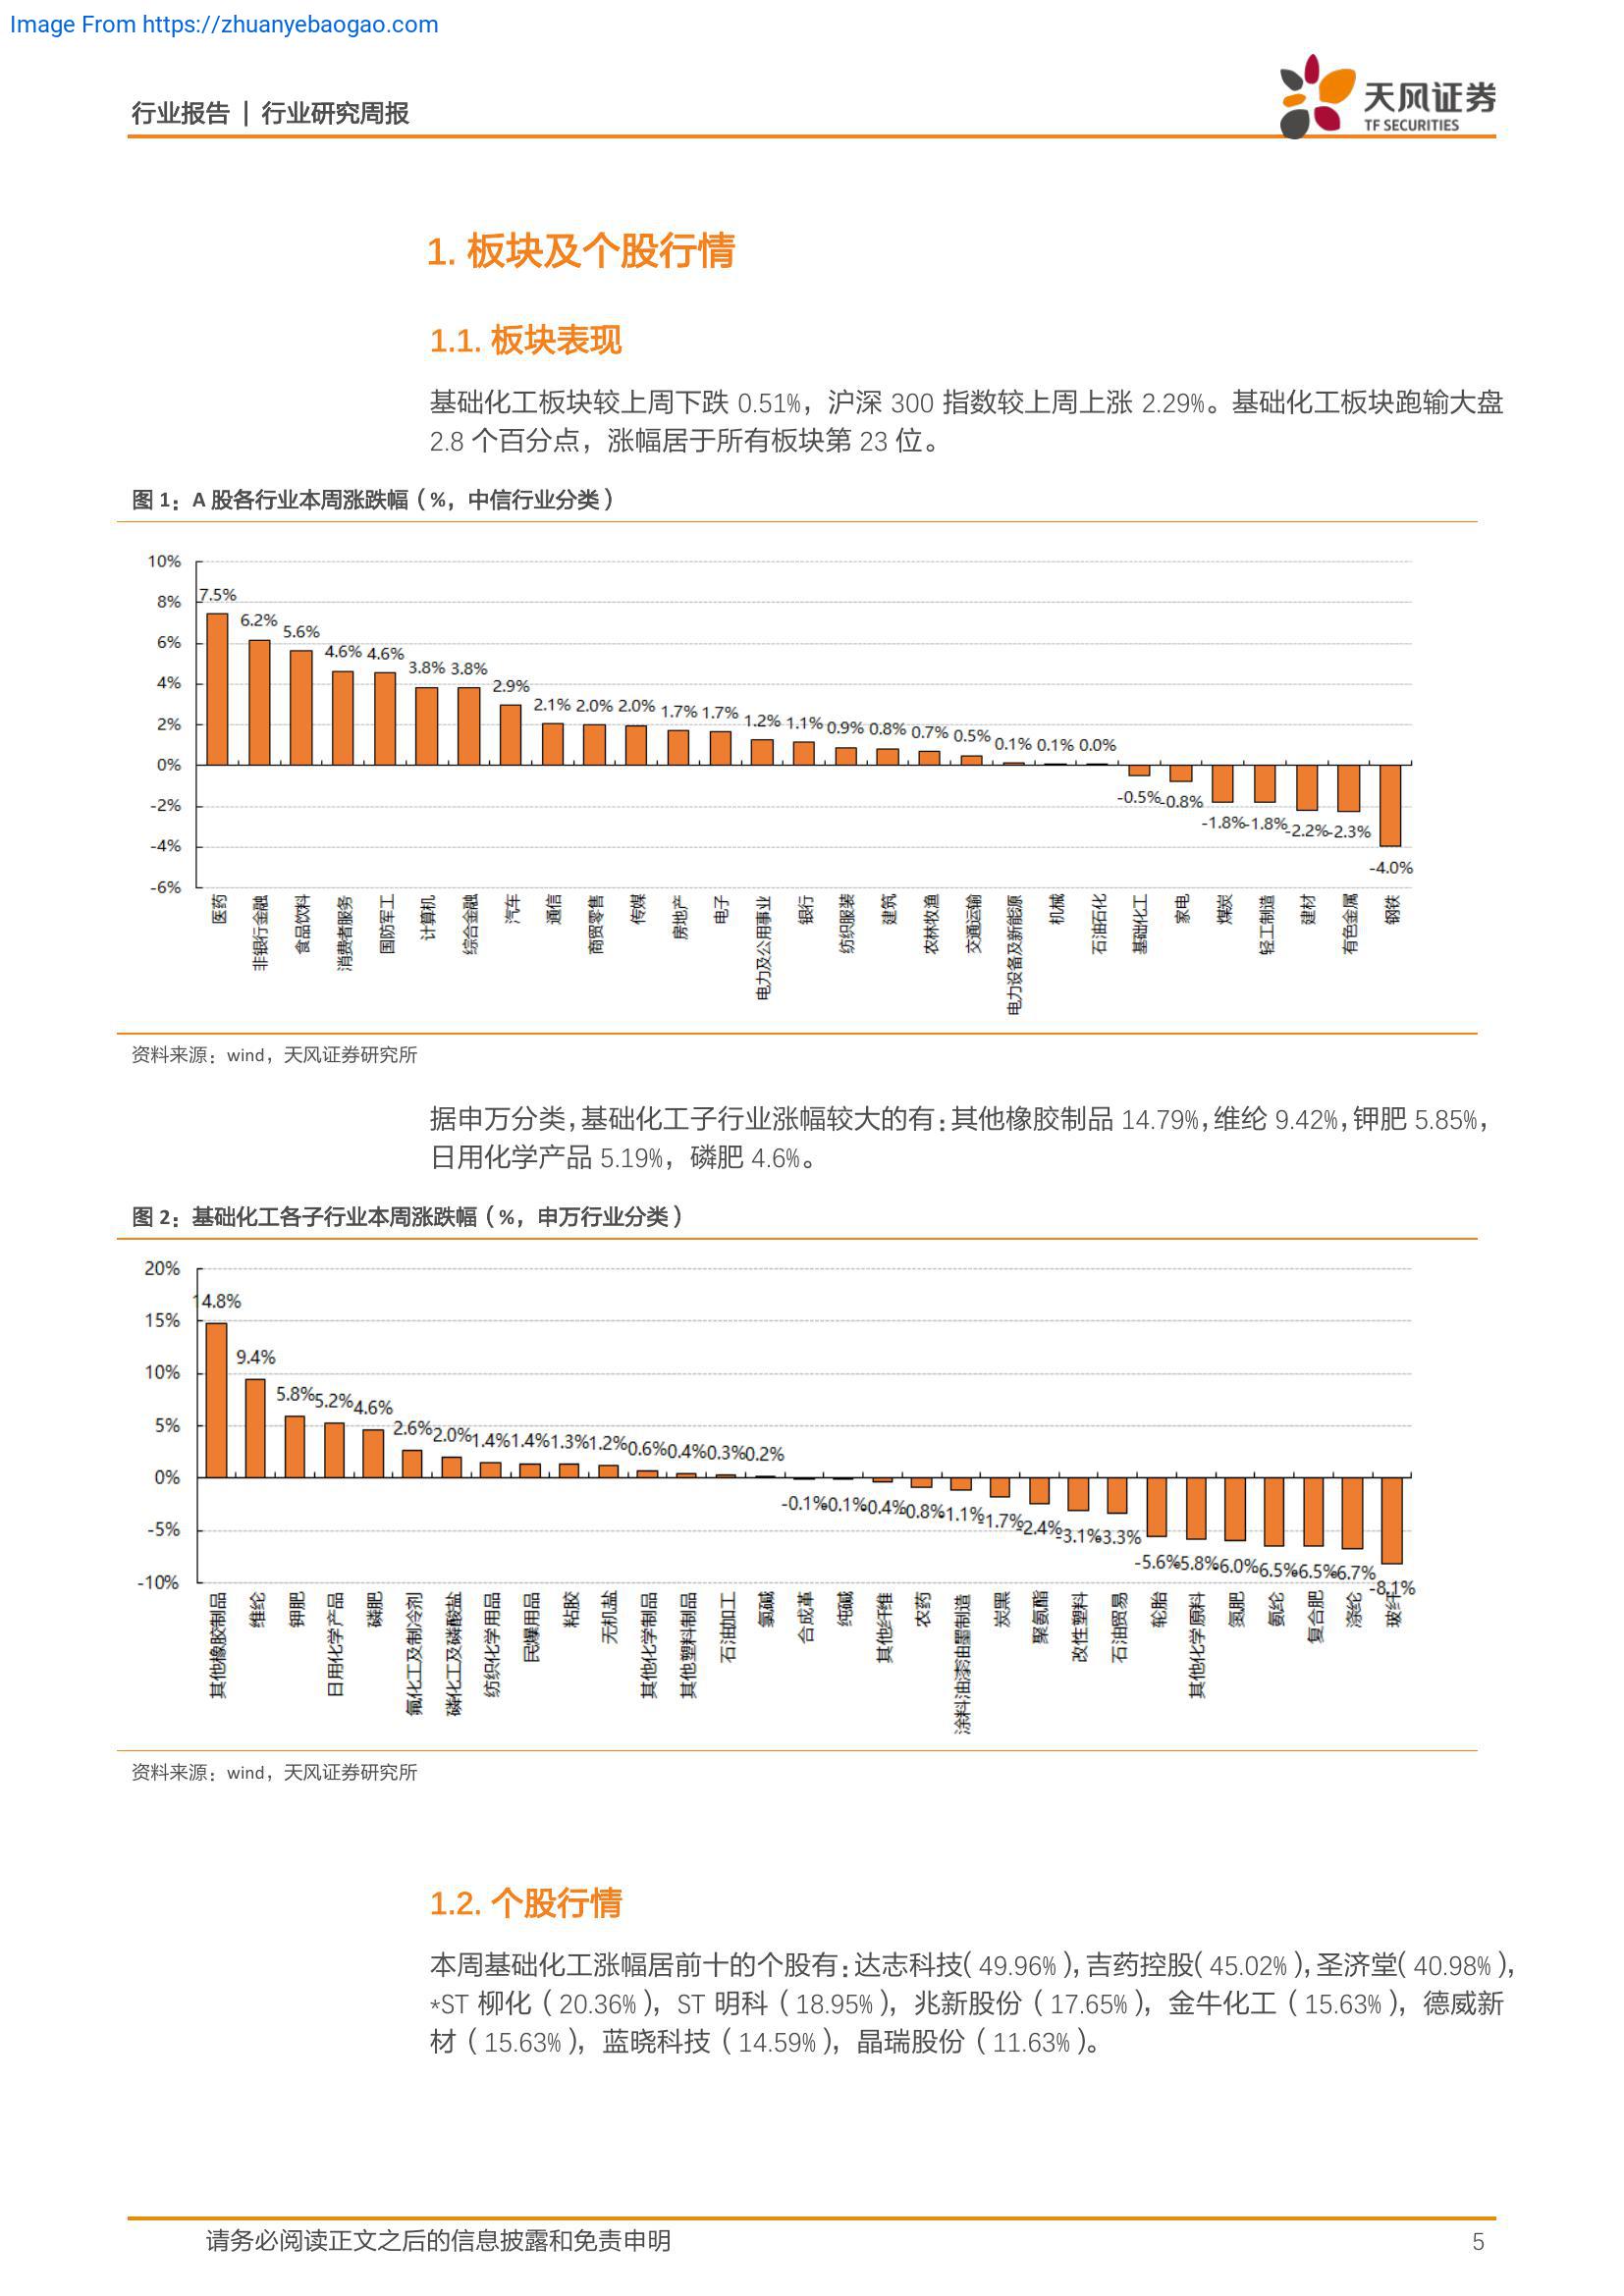 Image From https://zhuanyebaogao.com
行业报告 | 行业研究周报
天风证券
TF SECURITIES
1. 板块及个股行情
1.1. 板块表现
基础化工板块较上周下跌 0.51%，沪深 300 指数较上周上涨 2.29%。基础化工板块跑输大盘
2.8 个百分点，涨幅居于所有板块第 23 位。
图 1：A 股各行业本周涨跌幅（%，中信行业分类）
10%
8%
6%
4%
2%
0%
-2%
-4%
-6%
7.5%
6.2%
5.6%
4.6% 4.6%
3.8% 3.8%
2.9%
2.1% 2.0% 2.0% 1.7% 1.7% 1.2% 1.1% 0.9% 0.8% 0.7% 0.5% 0.1% 0.1% 0.0%
-0.5% -0.8%
-1.8% -1.8% -2.2% -2.3%
-4.0%
医药
非银行金融
食品饮料
消费者服务
国防军工
计算机
综合金融
汽车
通信
商贸零售
传媒
房地产
电子
电力及公用事业
银行
纺织服装
建筑
农林牧渔
交通运输
电力设备及新能源
机械
石油石化
基础化工
家电
煤炭
轻工制造
建材
有色金属
钢铁
资料来源：wind，天风证券研究所
据申万分类，基础化工子行业涨幅较大的有：其他橡胶制品 14.79%，维纶 9.42%，钾肥 5.85%，
日用化学产品 5.19%，磷肥 4.6%。
图 2：基础化工各子行业本周涨跌幅（%，申万行业分类）
20%
15%
10%
5%
0%
-5%
-10%
14.8%
9.4%
5.8% 5.2% 4.6%
2.6% 2.0% 1.4% 1.4% 1.3% 1.2% 0.6% 0.4% 0.3% 0.2%
-0.1% -0.1% -0.4% -0.8% -1.1% -1.7% -2.4% -3.1% -3.3%
-5.6% -5.8% -6.0% -6.5% -6.5% -6.7% -8.1%
其他橡胶制品
维纶
钾肥
日用化学产品
磷肥
氟化工及制冷剂
磷化工及磷酸盐
纺织化学用品
民爆用品
粘胶
无机盐
其他化学制品
其他塑料制品
石油加工
氯碱
合成革
纯碱
其他纤维
农药
涂料油漆油墨制造
炭黑
聚氨酯
改性塑料
石油贸易
轮胎
其他化学原料
氮肥
氨纶
复合肥
涤纶
玻纤
资料来源：wind，天风证券研究所
1.2. 个股行情
本周基础化工涨幅居前十的个股有：达志科技（49.96%），吉药控股（45.02%），圣济堂（40.98%），
*ST 柳化（20.36%），ST 明科（18.95%），兆新股份（17.65%），金牛化工（15.63%），德威新
材（15.63%），蓝晓科技（14.59%），晶瑞股份（11.63%）。
请务必阅读正文之后的信息披露和免责申明
5